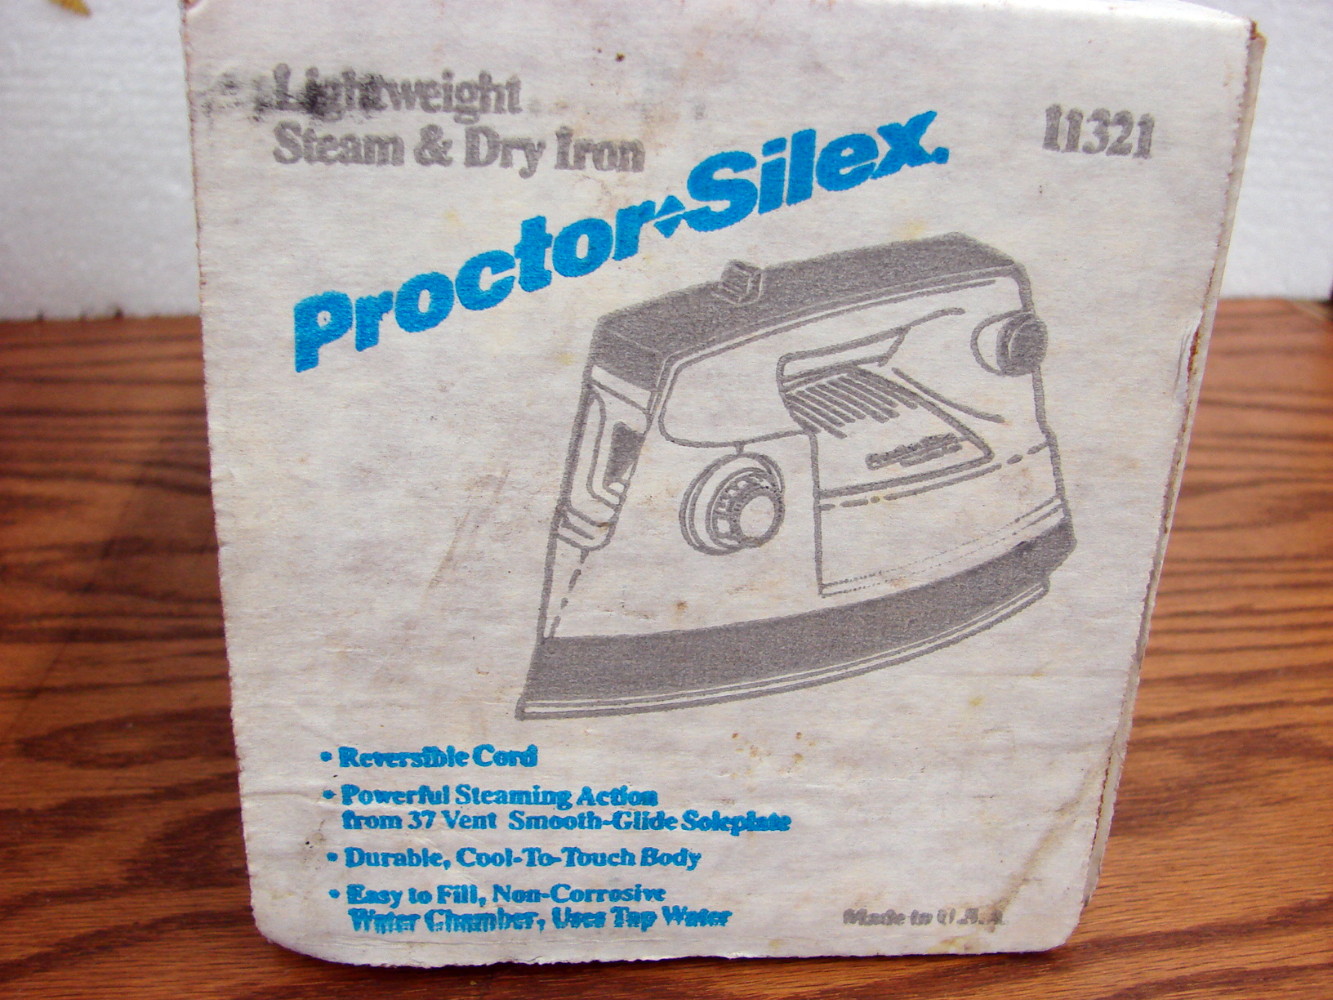 Lightweight
Steam & Dry Iron
11321
Proctor-Silex.
• Reversible Cord
• Powerful Steaming Action
from 37 Vent Smooth-Glide Soleplate
• Durable, Cool-To-Touch Body
• Easy to Fill, Non-Corrosive
Water Chamber, Uses Tap Water
Made in U.S.A.